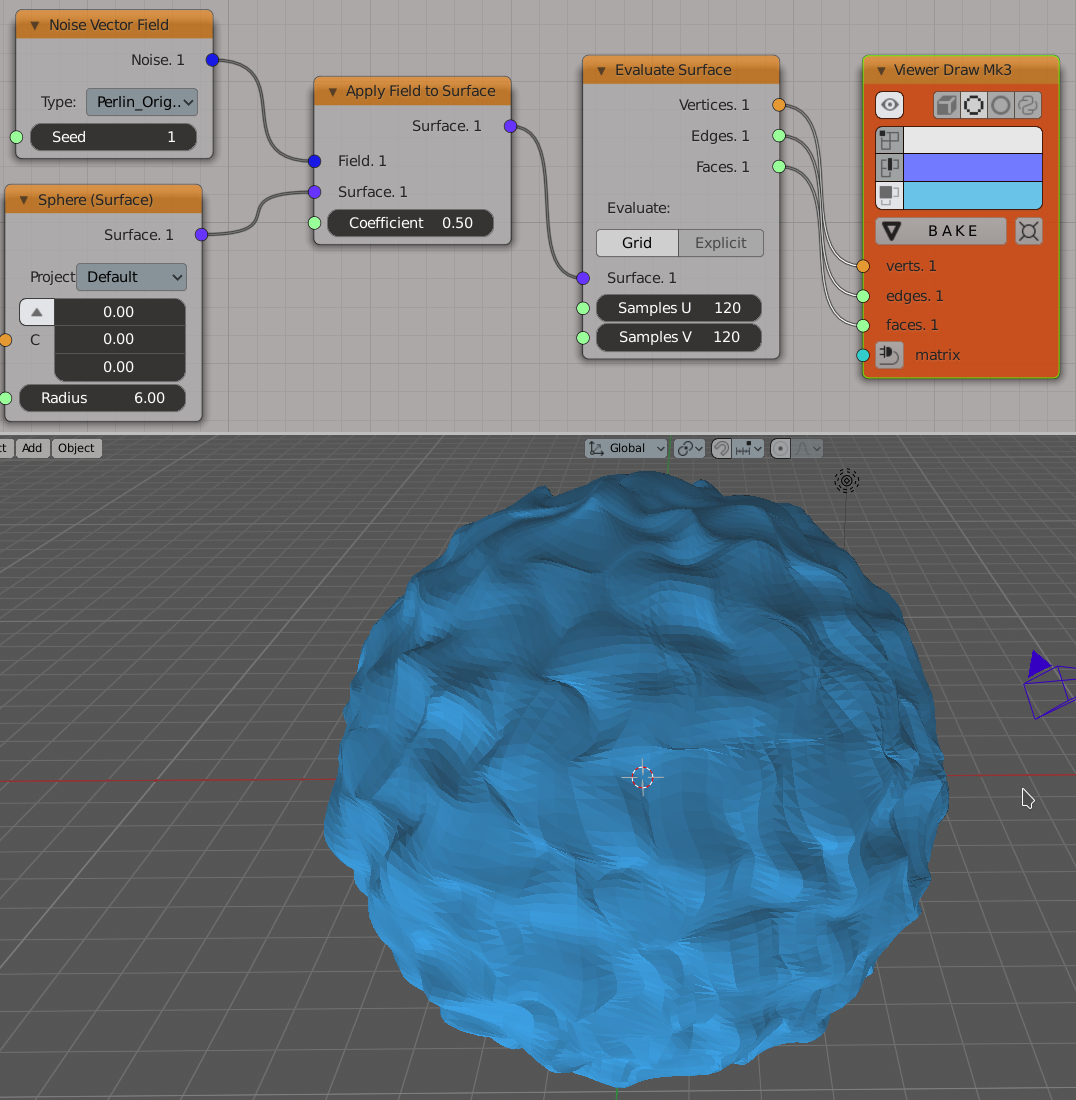 Noise Vector Field
Noise. 1
Type: Perlin_Orig..
Seed 1
Sphere (Surface)
Surface. 1
Project Default
0.00
C 0.00
0.00
Radius 6.00
Apply Field to Surface
Surface. 1
Field. 1
Surface. 1
Coefficient 0.50
Evaluate Surface
Vertices. 1
Edges. 1
Faces. 1
Evaluate:
Grid Explicit
Surface. 1
Samples U 120
Samples V 120
Viewer Draw Mk3
BAKE
verts. 1
edges. 1
faces. 1
matrix
ct Add Object Global